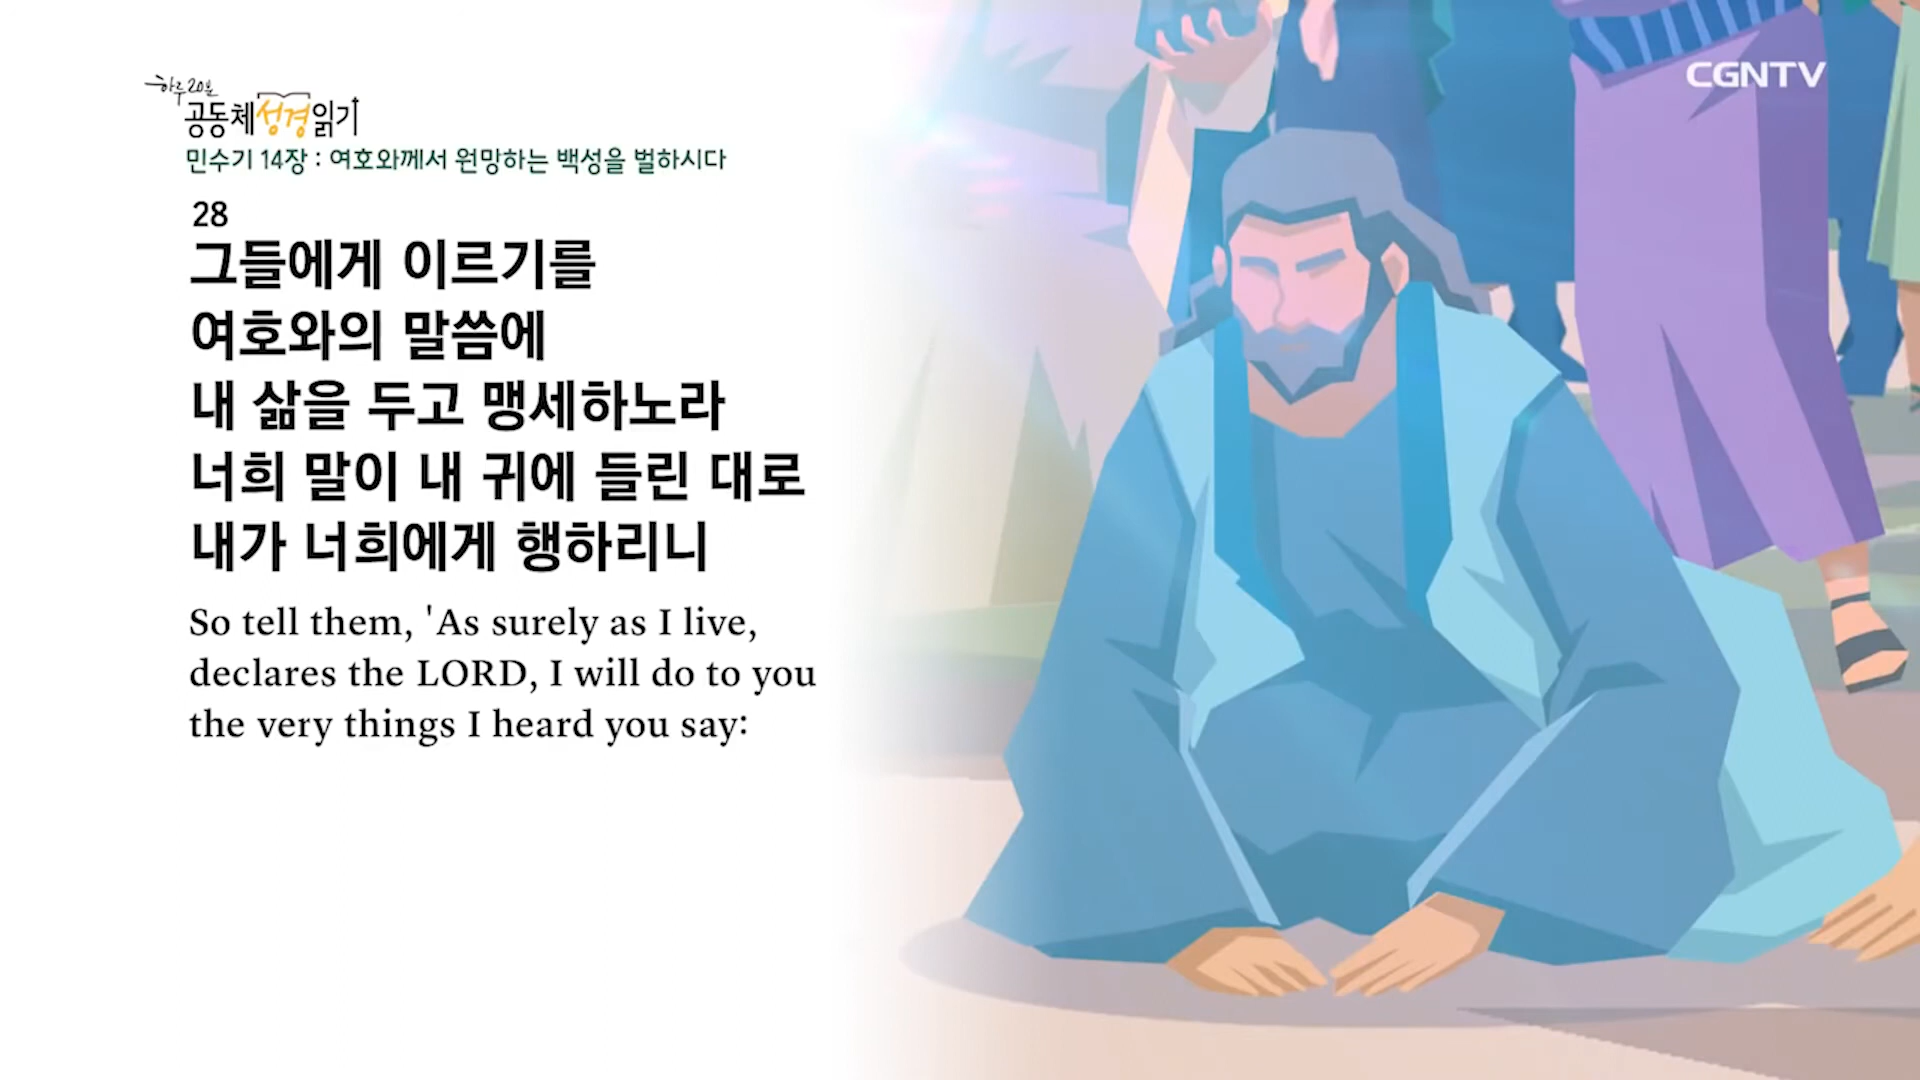 하루 20분
공동체성경읽기
CGNTV
민수기 14장 : 여호와께서 원망하는 백성을 벌하시다
28
그들에게 이르기를
여호와의 말씀에
내 삶을 두고 맹세하노라
너희 말이 내 귀에 들린 대로
내가 너희에게 행하리니
So tell them, 'As surely as I live,
declares the LORD, I will do to you
the very things I heard you say: